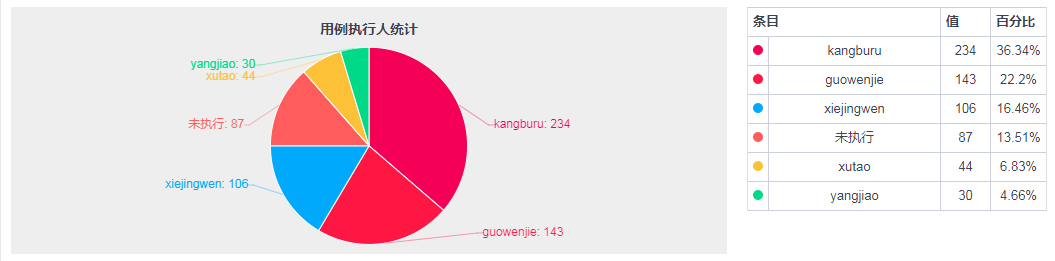 用例执行人统计
yangjiao: 30
xutao: 44
未执行: 87
kangburu: 234
xiejingwen: 106
guowenjie: 143
条目 值 百分比
kangburu 234 36.34%
guowenjie 143 22.2%
xiejingwen 106 16.46%
未执行 87 13.51%
xutao 44 6.83%
yangjiao 30 4.66%